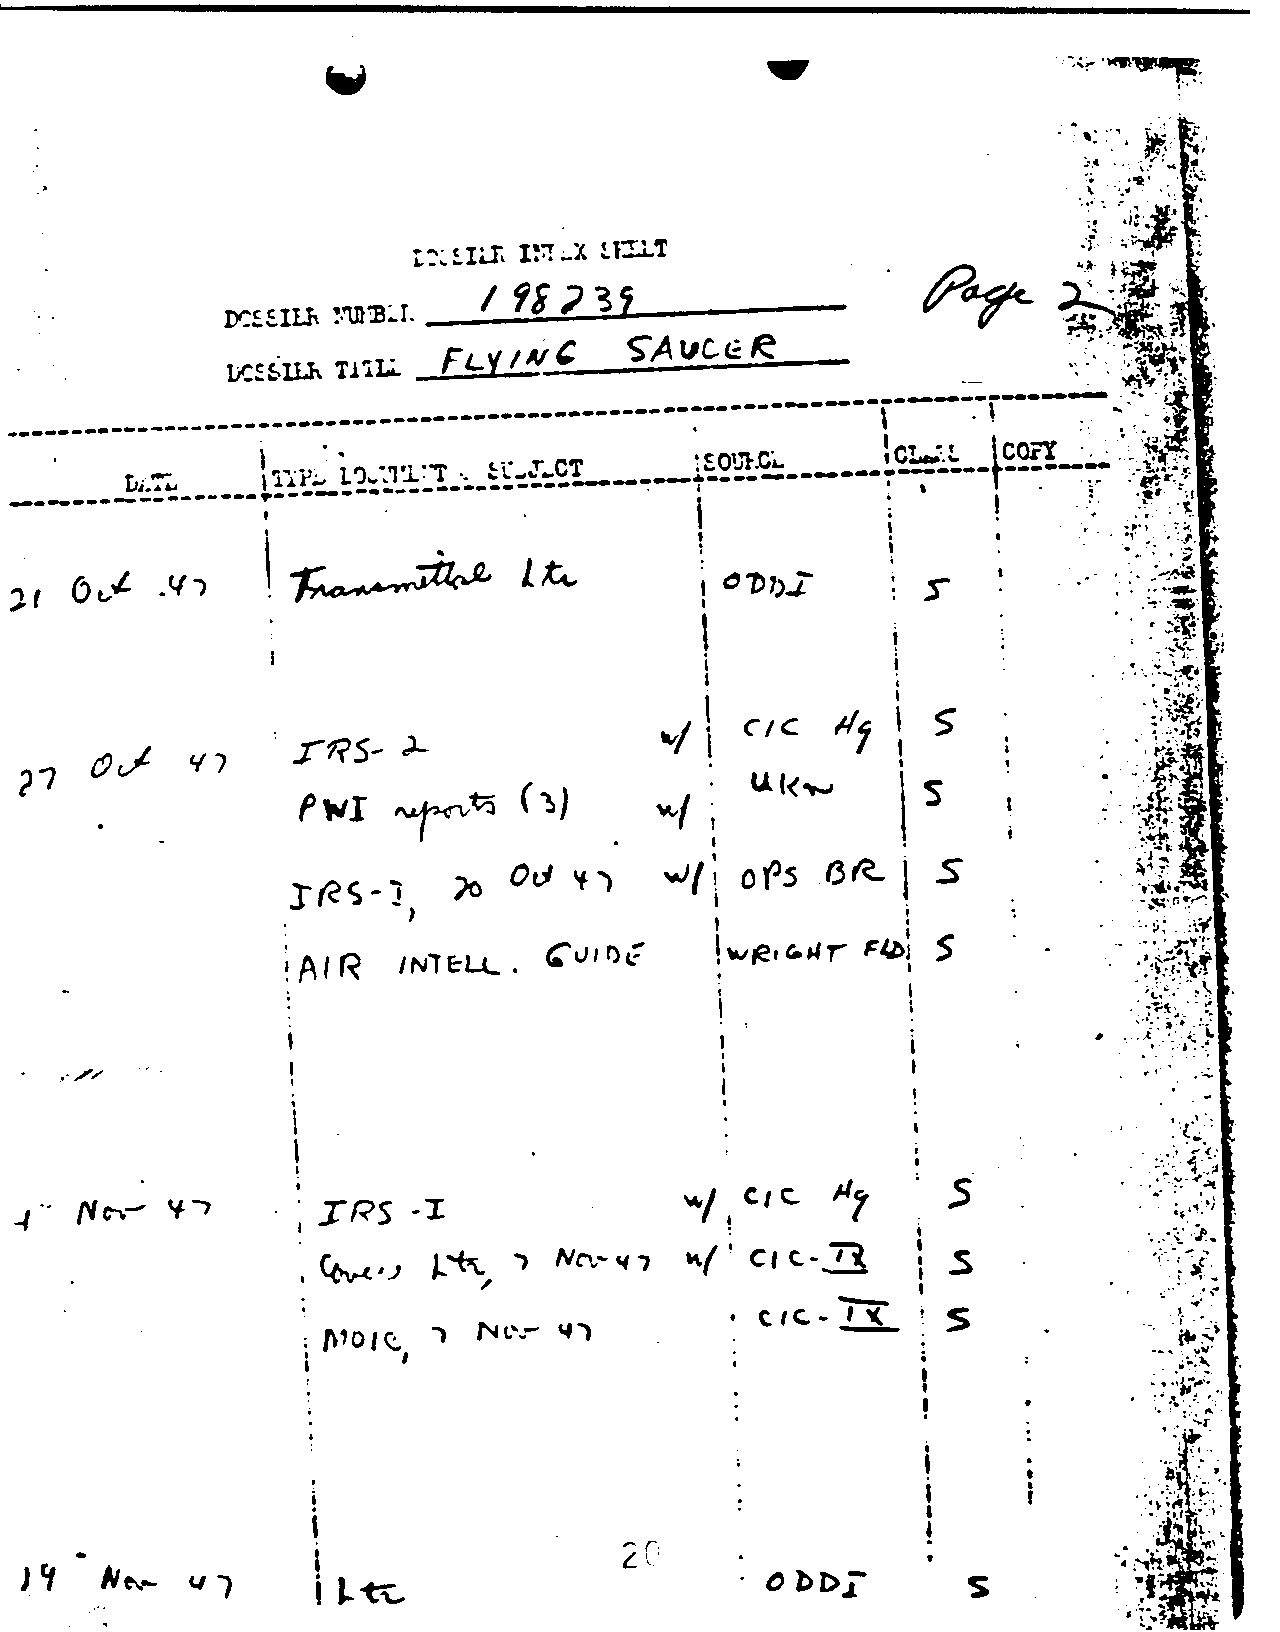 DOSSIER INDEX SHEET
Page 2
DOSSIER NUMBER 198239
DOSSIER TITLE FLYING SAUCER
DATE TYPE DOCUMENT & SUBJECT SOURCE CLASS COPY
21 Oct 47 Transmittal Ltr ODDI S
27 Oct 47 IRS-2 w/ CIC Hq S
PWI reports (3) w/ UKn S
IRS-I, 20 Oct 47 w/ OPS BR S
AIR INTELL. GUIDE WRIGHT FLD S
Nov 47 IRS-I w/ CIC Hq S
Ltr, 7 Nov 47 w/ CIC-IX S
MOIC, 7 Nov 47 CIC-IX S
20
14 Nov 47 Ltr ODDI S